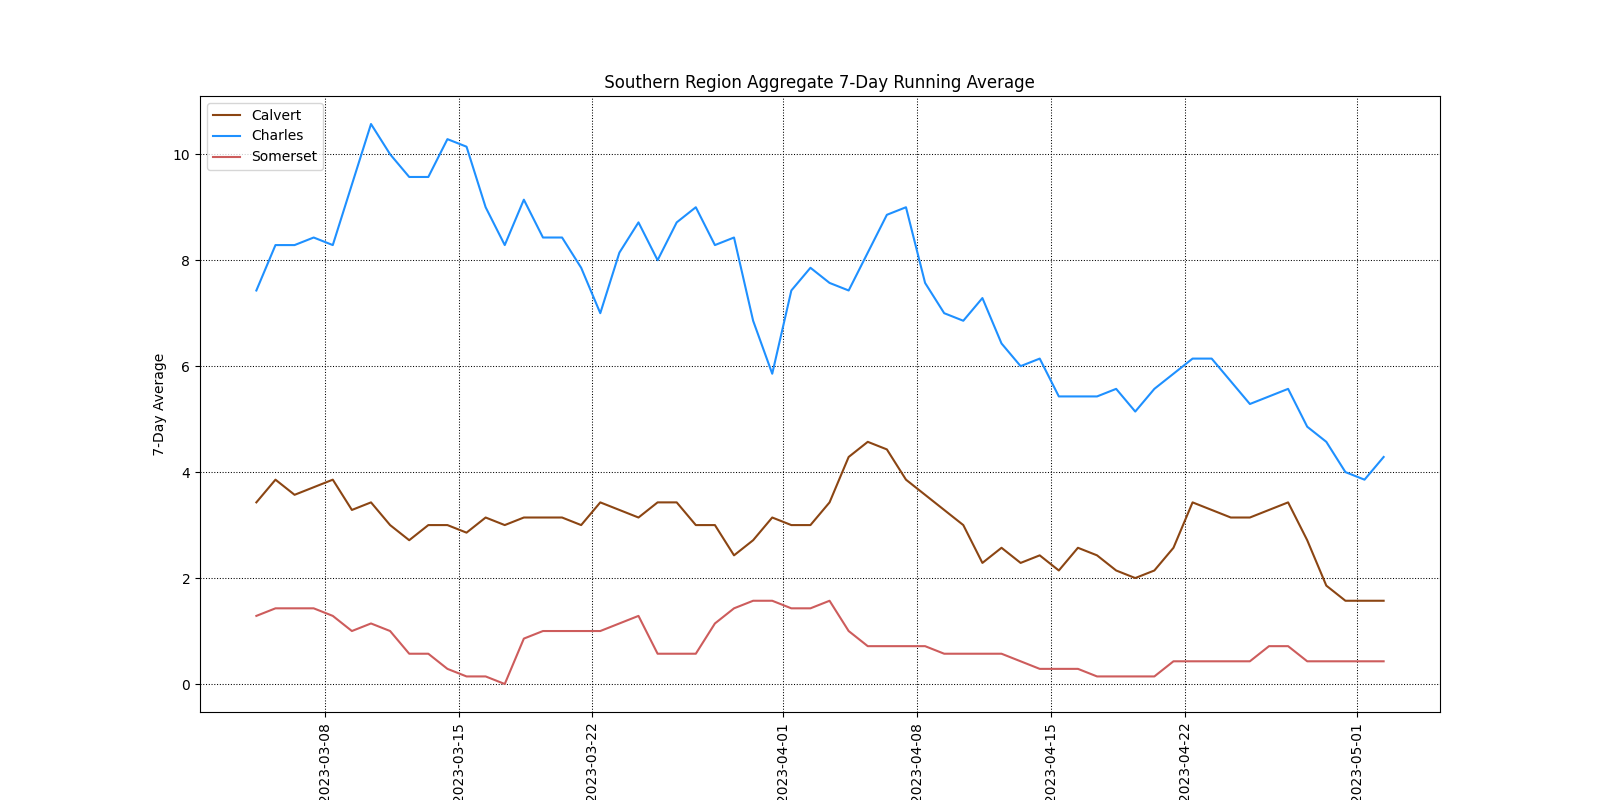 Southern Region Aggregate 7-Day Running Average
Calvert
Charles
Somerset
7-Day Average
10
8
6
4
2
0
2023-03-08
2023-03-15
2023-03-22
2023-04-01
2023-04-08
2023-04-15
2023-04-22
2023-05-01